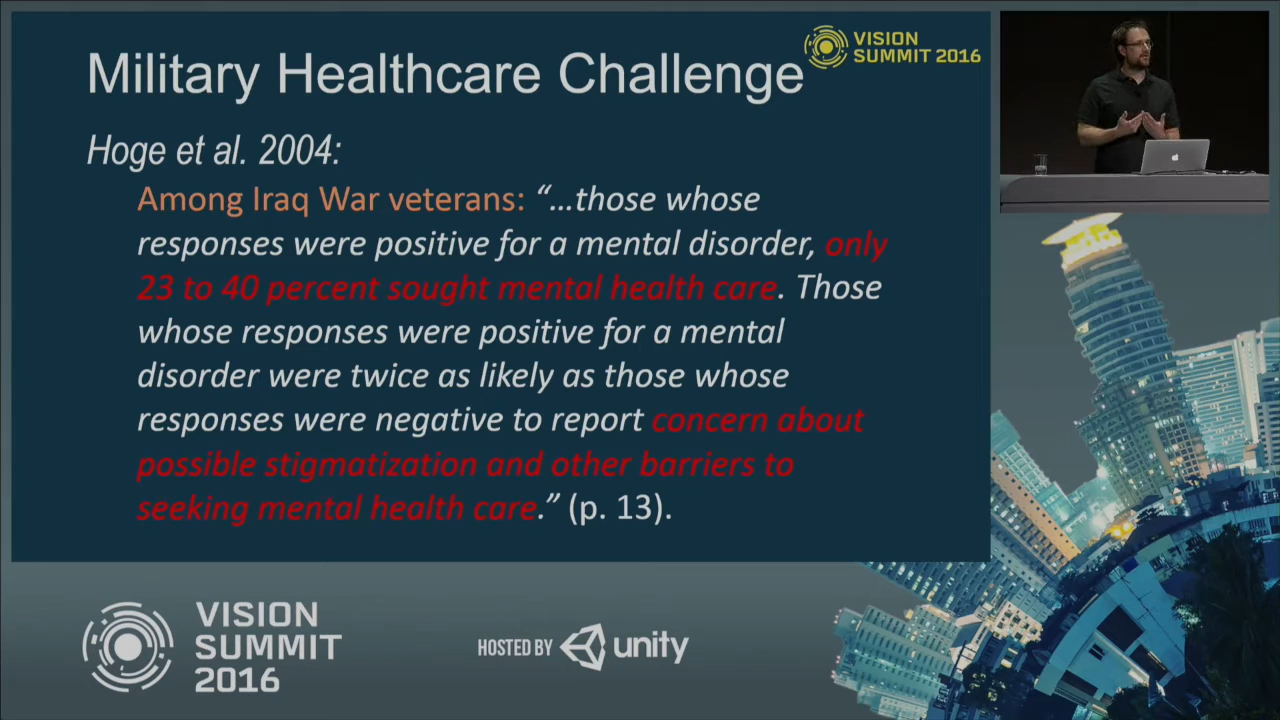 Military Healthcare Challenge
VISION
SUMMIT 2016
Hoge et al. 2004:
Among Iraq War veterans: “…those whose
responses were positive for a mental disorder, only
23 to 40 percent sought mental health care. Those
whose responses were positive for a mental
disorder were twice as likely as those whose
responses were negative to report concern about
possible stigmatization and other barriers to
seeking mental health care.” (p. 13).
VISION
SUMMIT
2016
HOSTED BY unity